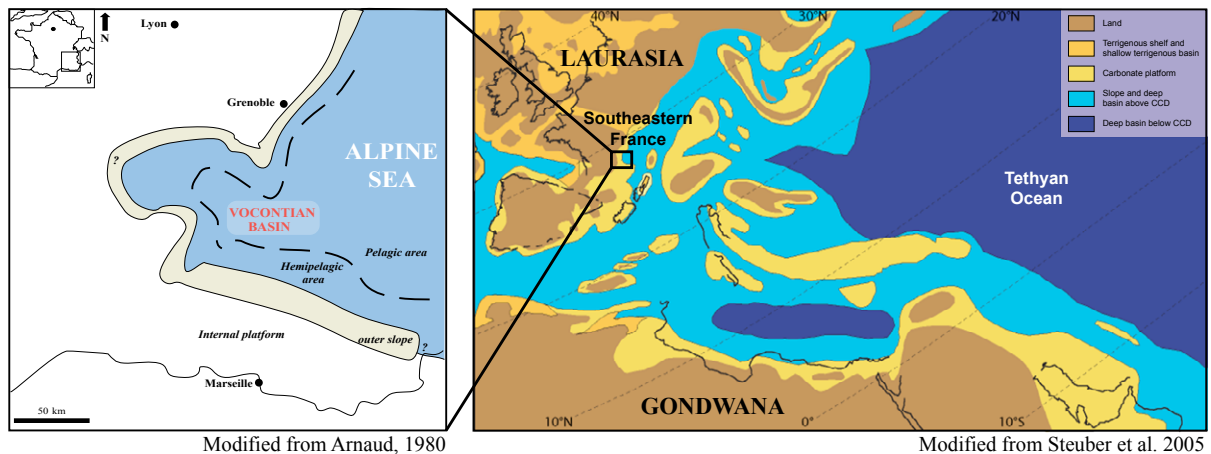 N
Lyon
Grenoble
?
ALPINE
SEA
VOCONTIAN
BASIN
Pelagic area
Hemipelagic
area
Internal platform
outer slope
?
Marseille
50 km
Modified from Arnaud, 1980
40°N
30°N
20°N
LAURASIA
Southeastern
France
Tethyan
Ocean
GONDWANA
10°N
0°
10°S
Land
Terrigenous shelf and
shallow terrigenous basin
Carbonate platform
Slope and deep
basin above CCD
Deep basin below CCD
Modified from Steuber et al. 2005